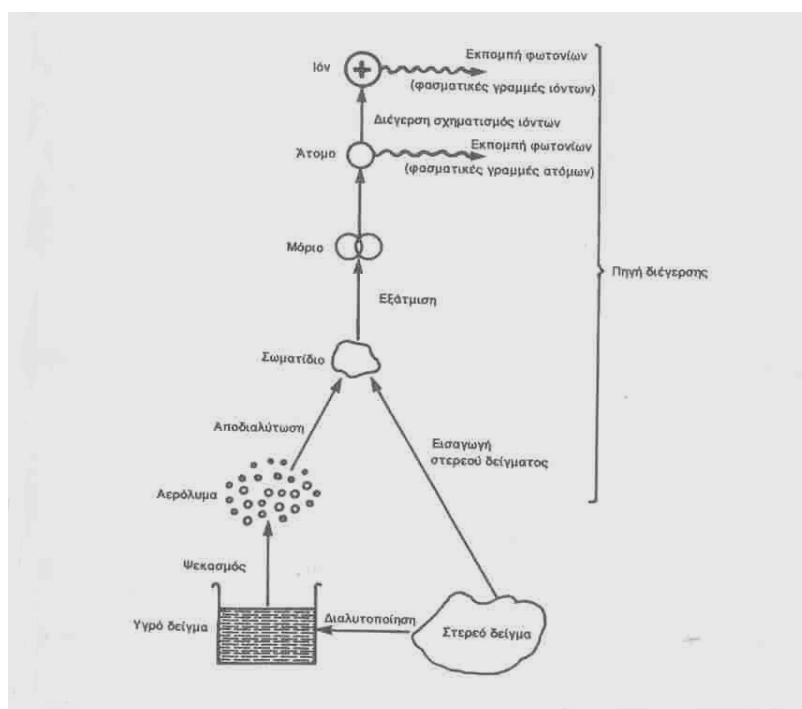 Ιόν
Εκπομπή φωτονίων
(φασματικές γραμμές ιόντων)
Διέγερση σχηματισμός ιόντων
Άτομο
Εκπομπή φωτονίων
(φασματικές γραμμές ατόμων)
Μόριο
Πηγή διέγερσης
Εξάτμιση
Σωματίδιο
Αποδιαλύτωση
Εισαγωγή
στερεού δείγματος
Αερόλυμα
Ψεκασμός
Υγρό δείγμα
Διαλυτοποίηση
Στερεό δείγμα